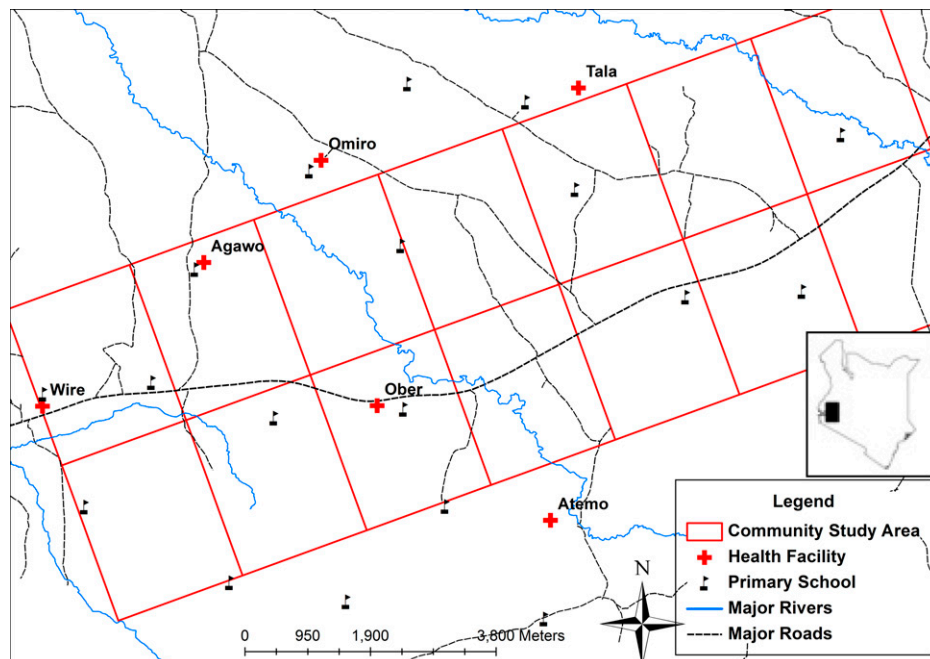 Tala
Omiro
Agawo
Wire
Ober
Atemo
N
Legend
Community Study Area
Health Facility
Primary School
Major Rivers
Major Roads
0 950 1,900 3,800 Meters